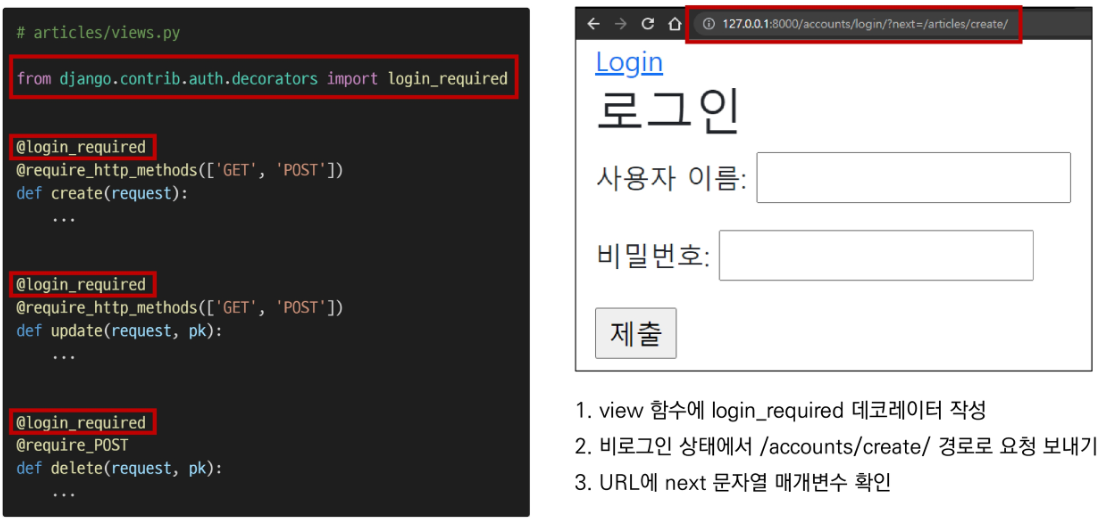 # articles/views.py
from django.contrib.auth.decorators import login_required
@login_required
@require_http_methods(['GET', 'POST'])
def create(request):
...
@login_required
@require_http_methods(['GET', 'POST'])
def update(request, pk):
...
@login_required
@require_POST
def delete(request, pk):
...
127.0.0.1:8000/accounts/login/?next=/articles/create/
Login
로그인
사용자 이름:
비밀번호:
제출
1. view 함수에 login_required 데코레이터 작성
2. 비로그인 상태에서 /accounts/create/ 경로로 요청 보내기
3. URL에 next 문자열 매개변수 확인